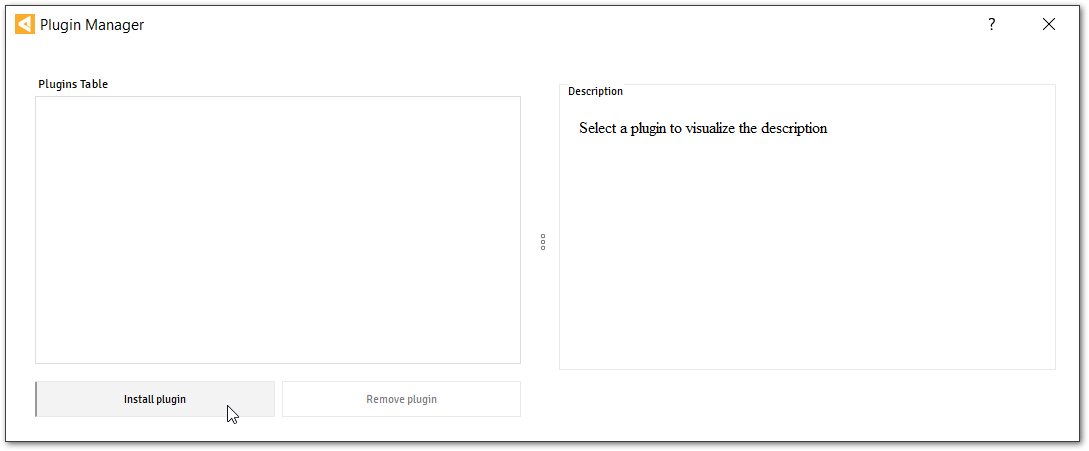 Plugin Manager
?
Plugins Table
Description
Select a plugin to visualize the description
Install plugin
Remove plugin